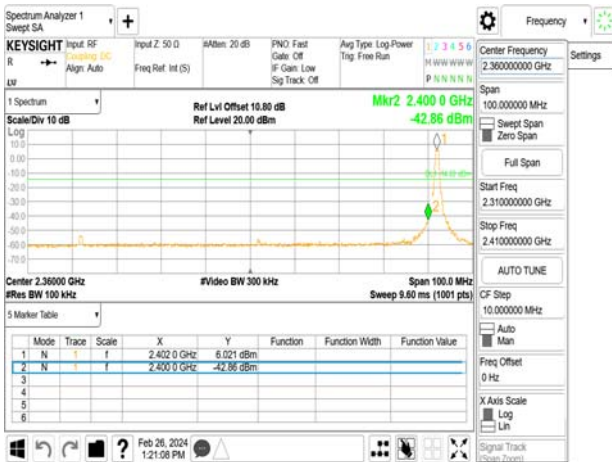 Spectrum Analyzer 1
Swept SA
Frequency
KEYSIGHT
Input: RF
Coupling: DC
Align: Auto
Input Z: 50 Ω
Freq Ref: Int (S)
#Atten: 20 dB
PNO: Fast
Gate: Off
IF Gain: Low
Sig Track: Off
Avg Type: Log-Power
Trig: Free Run
1 2 3 4 5 6
M W W W W W
P N N N N N
R
LXI
Center Frequency
2.360000000 GHz
Settings
1 Spectrum
Scale/Div 10 dB
Ref Lvl Offset 10.80 dB
Ref Level 20.00 dBm
Mkr2 2.400 0 GHz
-42.86 dBm
Span
100.000000 MHz
Swept Span
Zero Span
Full Span
Start Freq
2.310000000 GHz
Stop Freq
2.410000000 GHz
AUTO TUNE
CF Step
10.000000 MHz
Auto
Man
Freq Offset
0 Hz
X Axis Scale
Log
Lin
Signal Track
(Span Zoom)
Log
10.0
0.00
-10.0
-20.0
-30.0
-40.0
-50.0
-60.0
-70.0
1
2
Center 2.36000 GHz
#Res BW 100 kHz
#Video BW 300 kHz
Span 100.0 MHz
Sweep 9.60 ms (1001 pts)
5 Marker Table
Mode Trace Scale X Y Function Function Width Function Value
1 N 1 f 2.402 0 GHz 6.021 dBm
2 N 1 f 2.400 0 GHz -42.86 dBm
3
4
5
6
?
Feb 26, 2024
1:21:08 PM